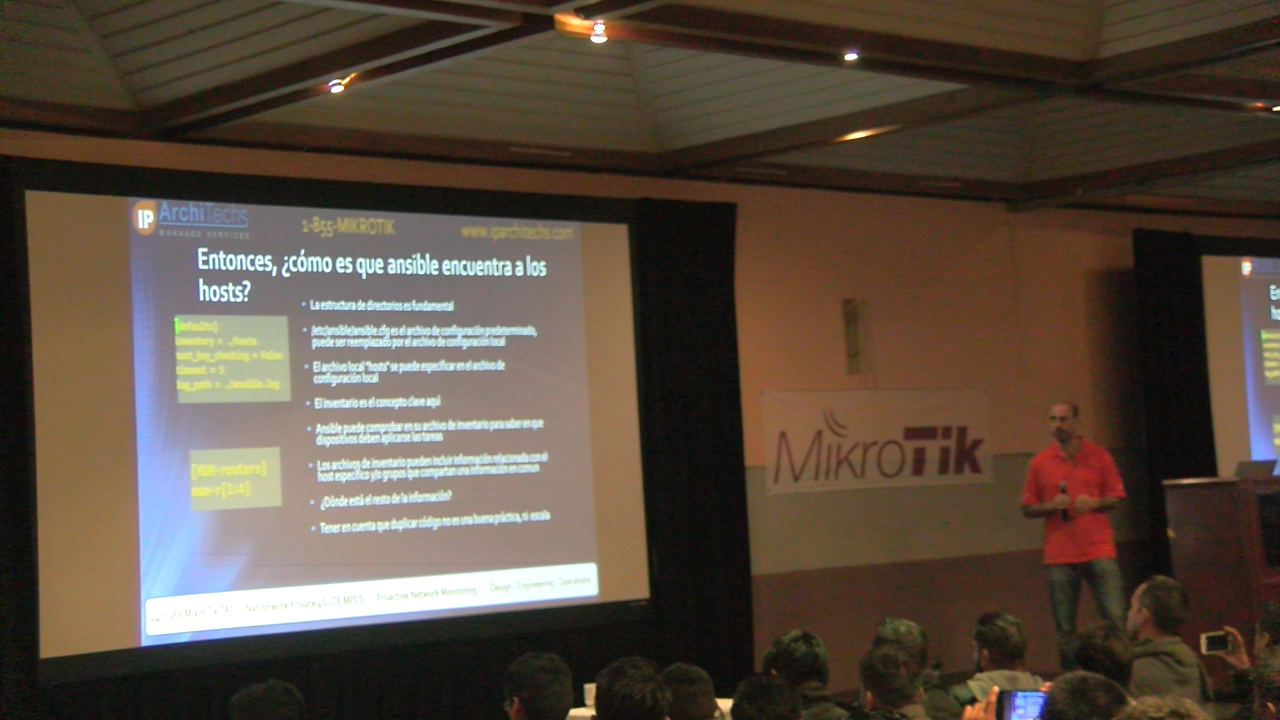 IP ArchiTechs
MANAGED SERVICES
1-855-MIKROTIK
www.iparchitechs.com
Entonces, ¿cómo es que ansible encuentra a los
hosts?
[defaults]
inventory = ./hosts
host_key_checking = False
timeout = 5
log_path = ./ansible.log
[MUM-routers]
mum-r[1:4]
• La estructura de directorios es fundamental
• /etc/ansible/ansible.cfg es el archivo de configuración predeterminado,
puede ser reemplazado por el archivo de configuración local
• El archivo local "hosts" se puede especificar en el archivo de
configuración local
• El inventario es el concepto clave aquí
• Ansible puede comprobar en su archivo de inventario para saber en que
dispositivos deben aplicarse las tareas
• Los archivos de inventario pueden incluir información relacionada con el
host específico y/o grupos que compartan una información en comun
• ¿Dónde está el resto de la información?
• Tener en cuenta que duplicar código no es una buena práctica, ni escala
Nationwide Private 4G LTE MPLS
Proactive Network Monitoring
Design / Engineering / Operations
MikroTik
IP